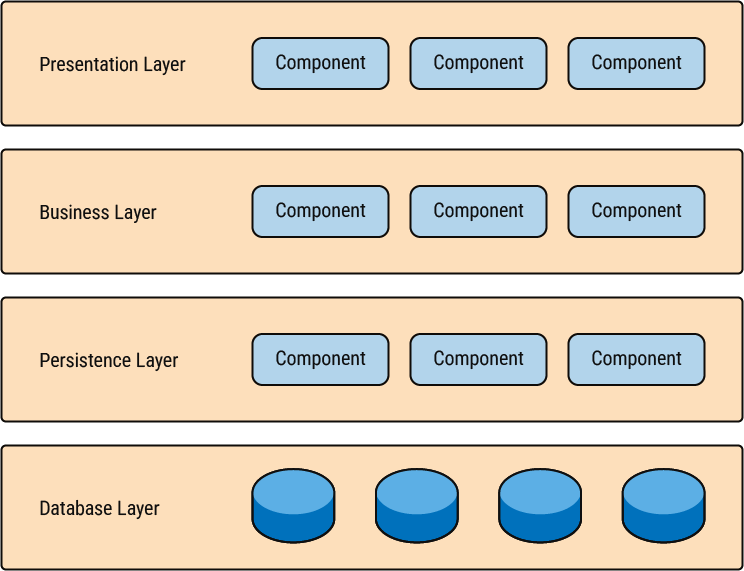 Presentation Layer
Component
Component
Component
Business Layer
Component
Component
Component
Persistence Layer
Component
Component
Component
Database Layer